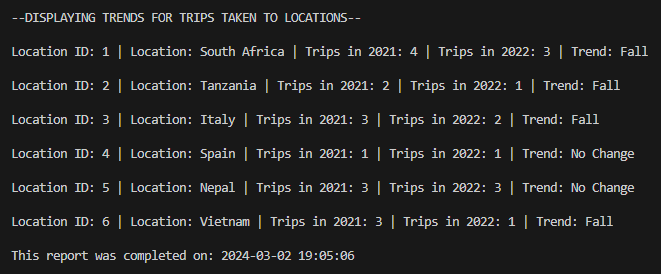 --DISPLAYING TRENDS FOR TRIPS TAKEN TO LOCATIONS--
Location ID: 1 | Location: South Africa | Trips in 2021: 4 | Trips in 2022: 3 | Trend: Fall
Location ID: 2 | Location: Tanzania | Trips in 2021: 2 | Trips in 2022: 1 | Trend: Fall
Location ID: 3 | Location: Italy | Trips in 2021: 3 | Trips in 2022: 2 | Trend: Fall
Location ID: 4 | Location: Spain | Trips in 2021: 1 | Trips in 2022: 1 | Trend: No Change
Location ID: 5 | Location: Nepal | Trips in 2021: 3 | Trips in 2022: 3 | Trend: No Change
Location ID: 6 | Location: Vietnam | Trips in 2021: 3 | Trips in 2022: 1 | Trend: Fall
This report was completed on: 2024-03-02 19:05:06